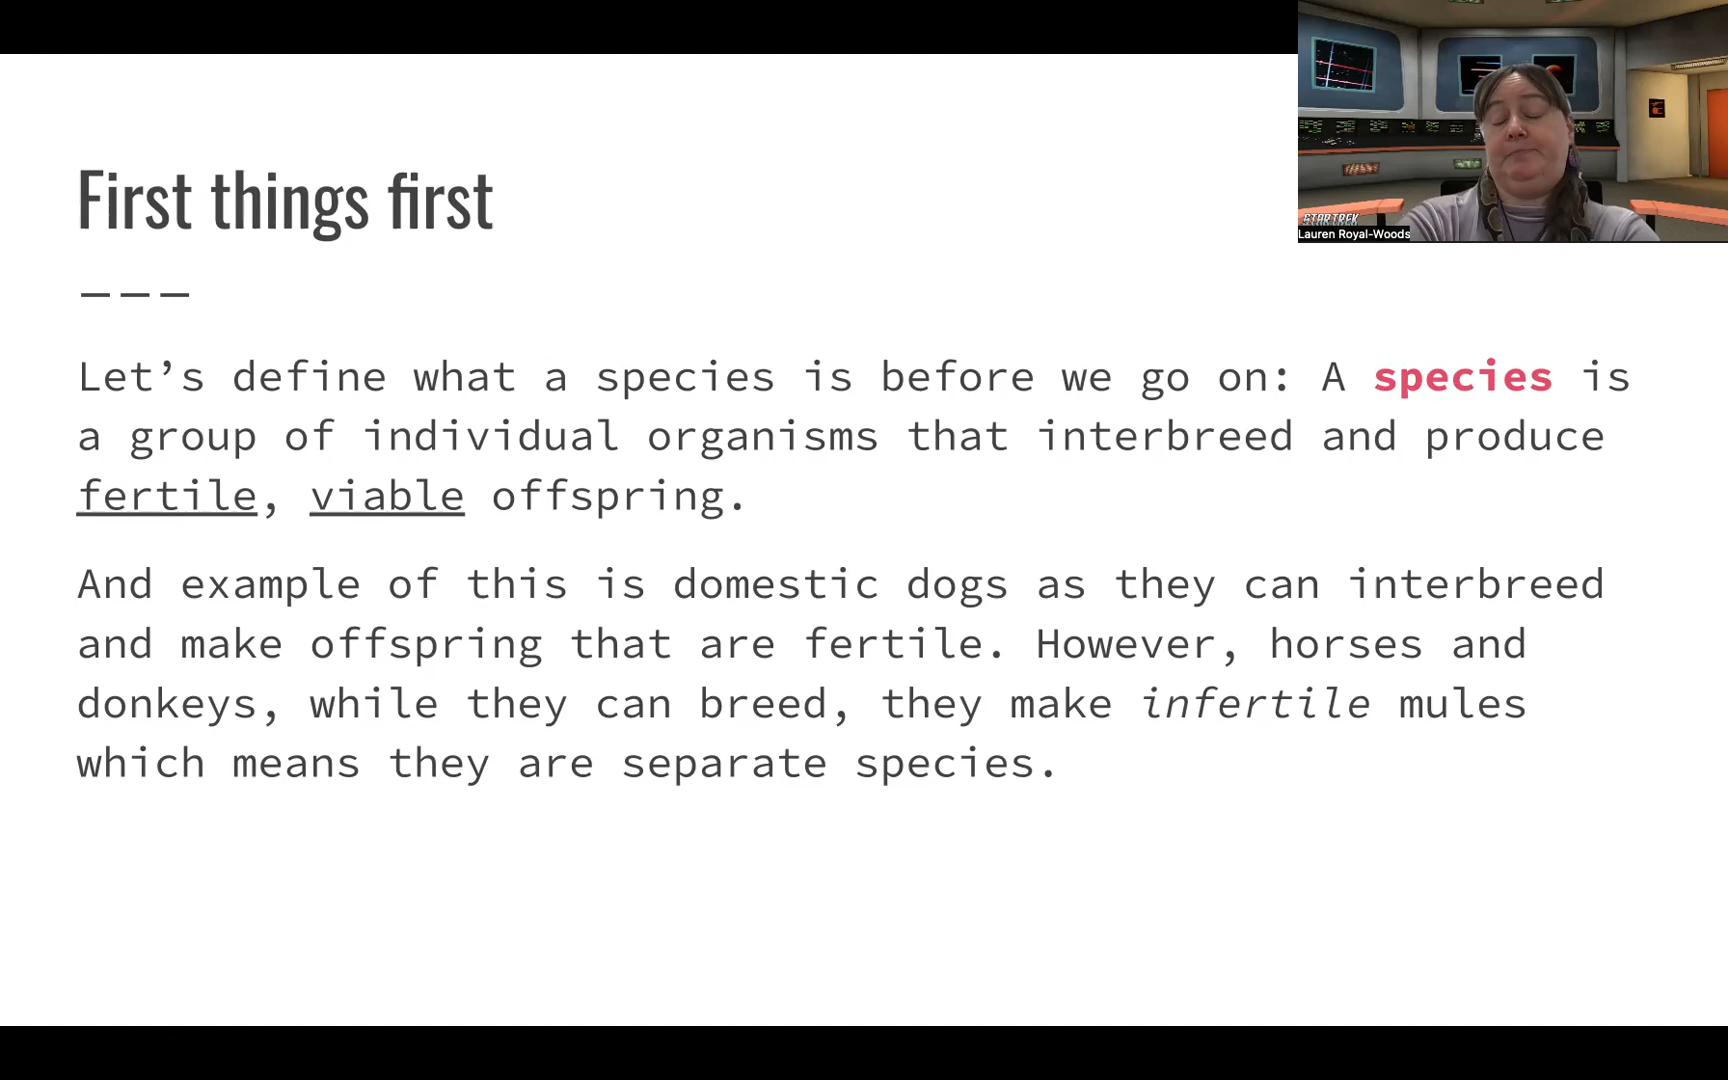 First things first
Let’s define what a species is before we go on: A species is
a group of individual organisms that interbreed and produce
fertile, viable offspring.
And example of this is domestic dogs as they can interbreed
and make offspring that are fertile. However, horses and
donkeys, while they can breed, they make infertile mules
which means they are separate species.
STAR TREK
Lauren Royal-Woods